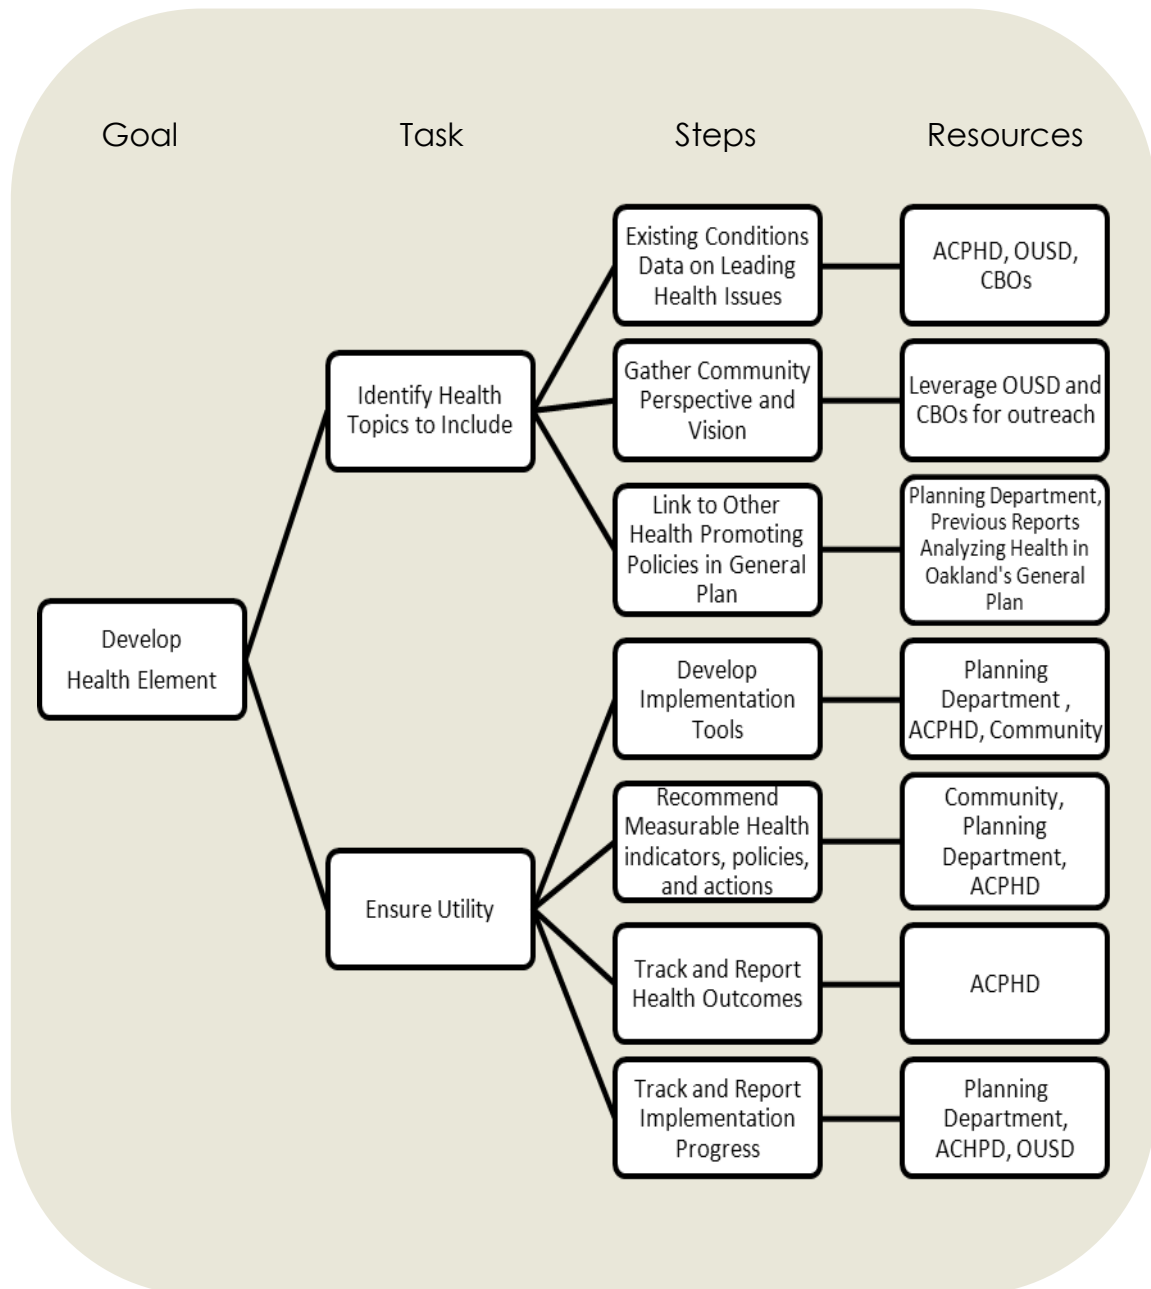 Goal Task Steps Resources
Existing Conditions
Data on Leading
Health Issues
ACPHD, OUSD,
CBOs
Identify Health
Topics to Include
Gather Community
Perspective and
Vision
Leverage OUSD and
CBOs for outreach
Link to Other
Health Promoting
Policies in General
Plan
Planning Department,
Previous Reports
Analyzing Health in
Oakland's General
Plan
Develop
Health Element
Develop
Implementation
Tools
Planning
Department ,
ACPHD, Community
Recommend
Measurable Health
indicators, policies,
and actions
Community,
Planning
Department,
ACPHD
Ensure Utility
Track and Report
Health Outcomes
ACPHD
Track and Report
Implementation
Progress
Planning
Department,
ACHPD, OUSD